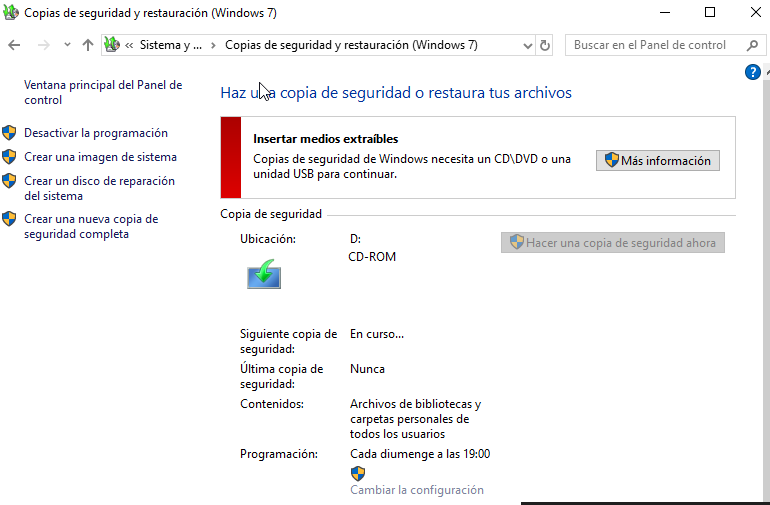 Copias de seguridad y restauración (Windows 7)
« Sistema y ... > Copias de seguridad y restauración (Windows 7)
Buscar en el Panel de control
Ventana principal del Panel de
control
Desactivar la programación
Crear una imagen de sistema
Crear un disco de reparación
del sistema
Crear una nueva copia de
seguridad completa
?
Haz una copia de seguridad o restaura tus archivos
Insertar medios extraíbles
Copias de seguridad de Windows necesita un CD\DVD o una
unidad USB para continuar.
Más información
Copia de seguridad
Ubicación:
D:
CD-ROM
Hacer una copia de seguridad ahora
Siguiente copia de
seguridad:
En curso...
Última copia de
seguridad:
Nunca
Contenidos:
Archivos de bibliotecas y
carpetas personales de
todos los usuarios
Programación:
Cada diumenge a las 19:00
Cambiar la configuración